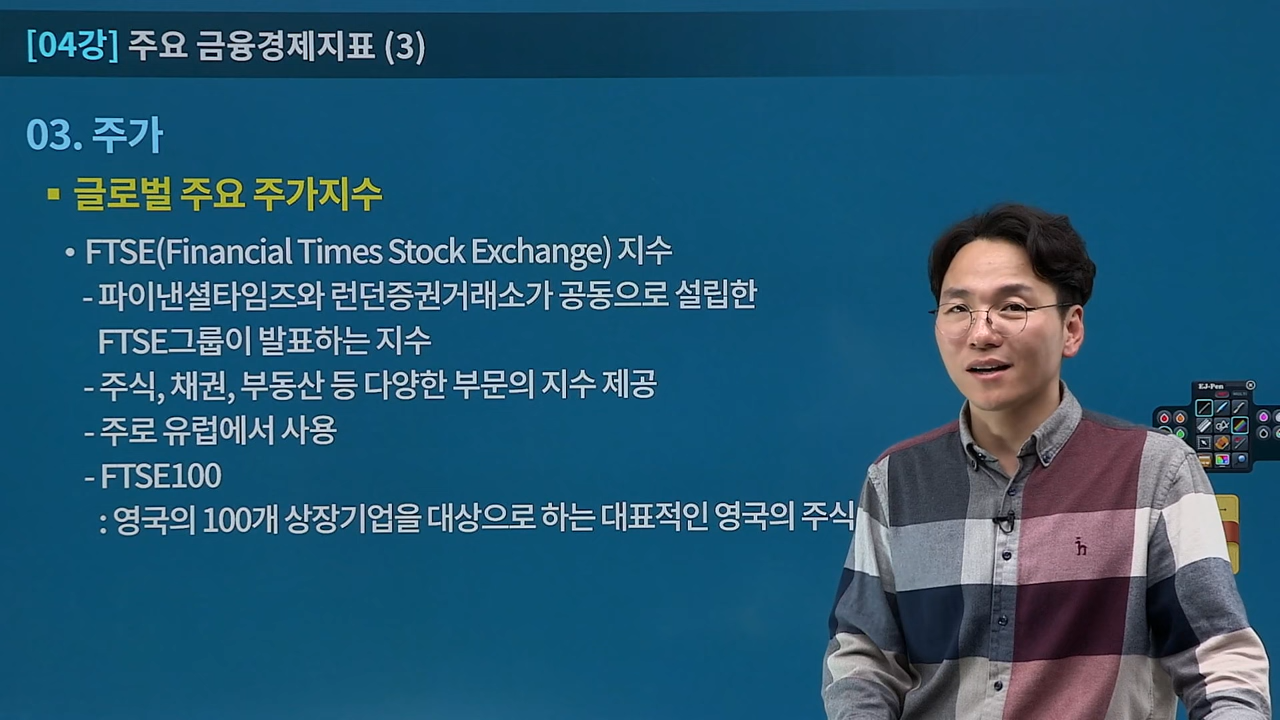 [04강] 주요 금융경제지표 (3)
03. 주가
▪ 글로벌 주요 주가지수
• FTSE(Financial Times Stock Exchange) 지수
- 파이낸셜타임즈와 런던증권거래소가 공동으로 설립한
FTSE그룹이 발표하는 지수
- 주식, 채권, 부동산 등 다양한 부문의 지수 제공
- 주로 유럽에서 사용
- FTSE100
: 영국의 100개 상장기업을 대상으로 하는 대표적인 영국의 주식
EJ-Pen